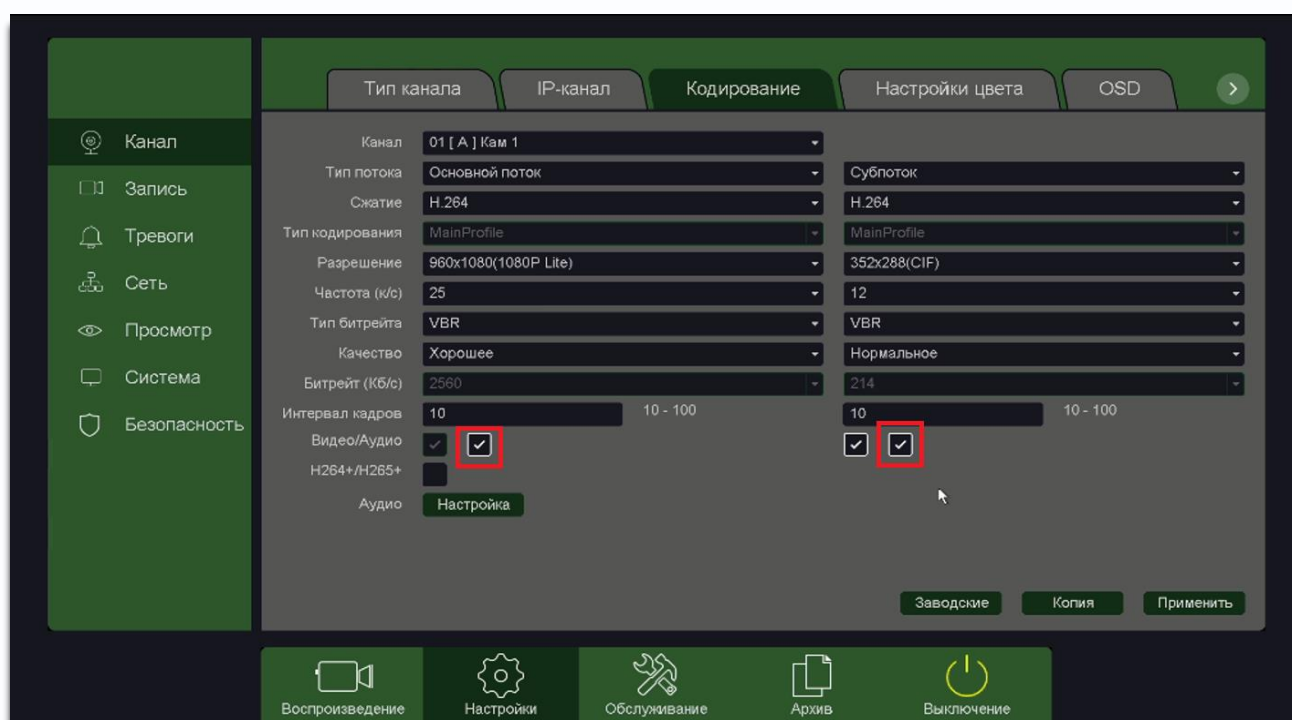 Тип канала IP-канал Кодирование Настройки цвета OSD
Канал
Запись
Тревоги
Сеть
Просмотр
Система
Безопасность
Канал 01 [ A ] Кам 1
Тип потока Основной поток Субпоток
Сжатие H.264 H.264
Тип кодирования MainProfile MainProfile
Разрешение 960x1080(1080P Lite) 352x288(CIF)
Частота (к/с) 25 12
Тип битрейта VBR VBR
Качество Хорошее Нормальное
Битрейт (Кб/с) 2560 214
Интервал кадров 10 10 - 100 10 10 - 100
Видео/Аудио
H264+/H265+
Аудио Настройка
Заводские Копия Применить
Воспроизведение Настройки Обслуживание Архив Выключение